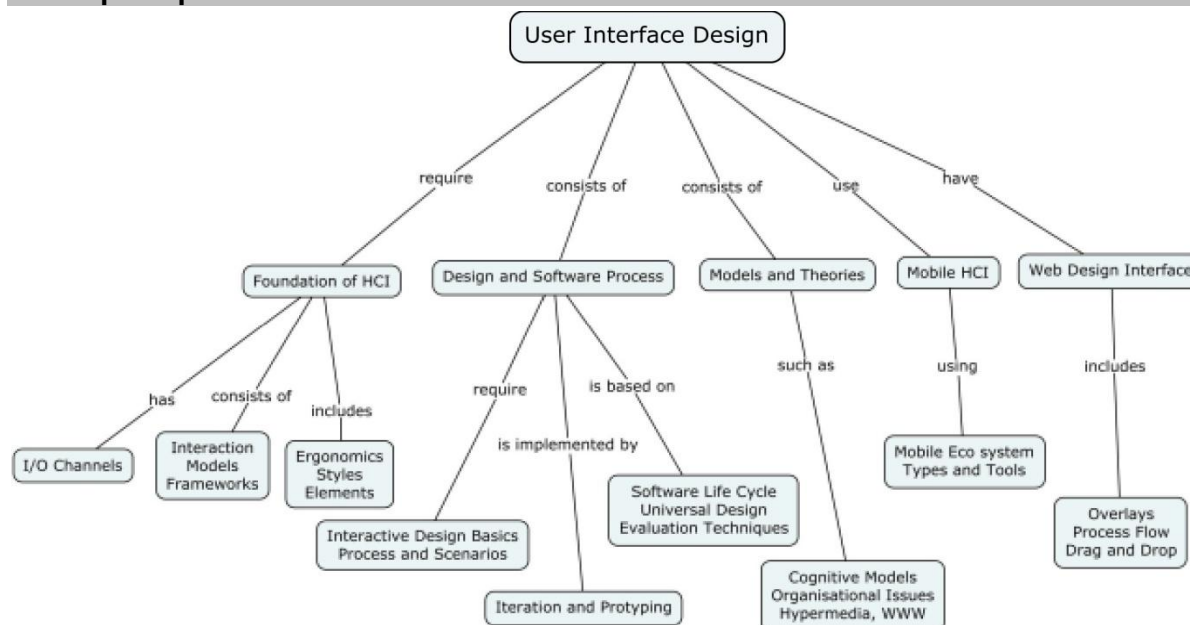 User Interface Design
require
consists of
consists of
use
have
Foundation of HCI
Design and Software Process
Models and Theories
Mobile HCI
Web Design Interface
has
consists of
includes
require
is implemented by
is based on
such as
using
includes
I/O Channels
Interaction
Models
Frameworks
Ergonomics
Styles
Elements
Interactive Design Basics
Process and Scenarios
Iteration and Protyping
Software Life Cycle
Universal Design
Evaluation Techniques
Cognitive Models
Organisational Issues
Hypermedia, WWW
Mobile Eco system
Types and Tools
Overlays
Process Flow
Drag and Drop